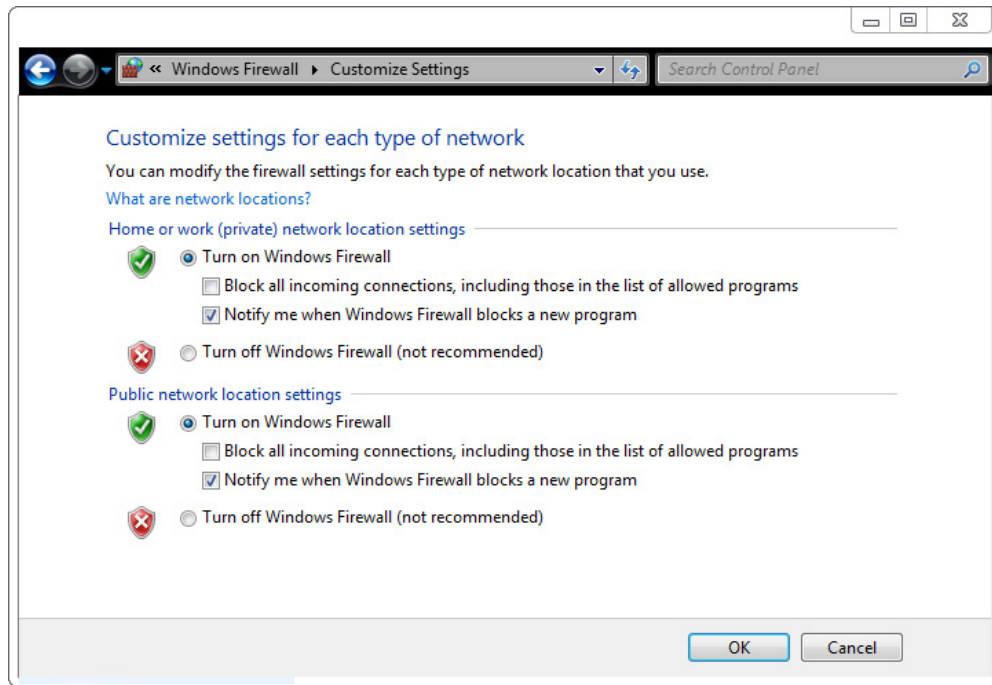 « Windows Firewall ▸ Customize Settings Search Control Panel
Customize settings for each type of network
You can modify the firewall settings for each type of network location that you use.
What are network locations?
Home or work (private) network location settings
Turn on Windows Firewall
Block all incoming connections, including those in the list of allowed programs
Notify me when Windows Firewall blocks a new program
Turn off Windows Firewall (not recommended)
Public network location settings
Turn on Windows Firewall
Block all incoming connections, including those in the list of allowed programs
Notify me when Windows Firewall blocks a new program
Turn off Windows Firewall (not recommended)
OK Cancel